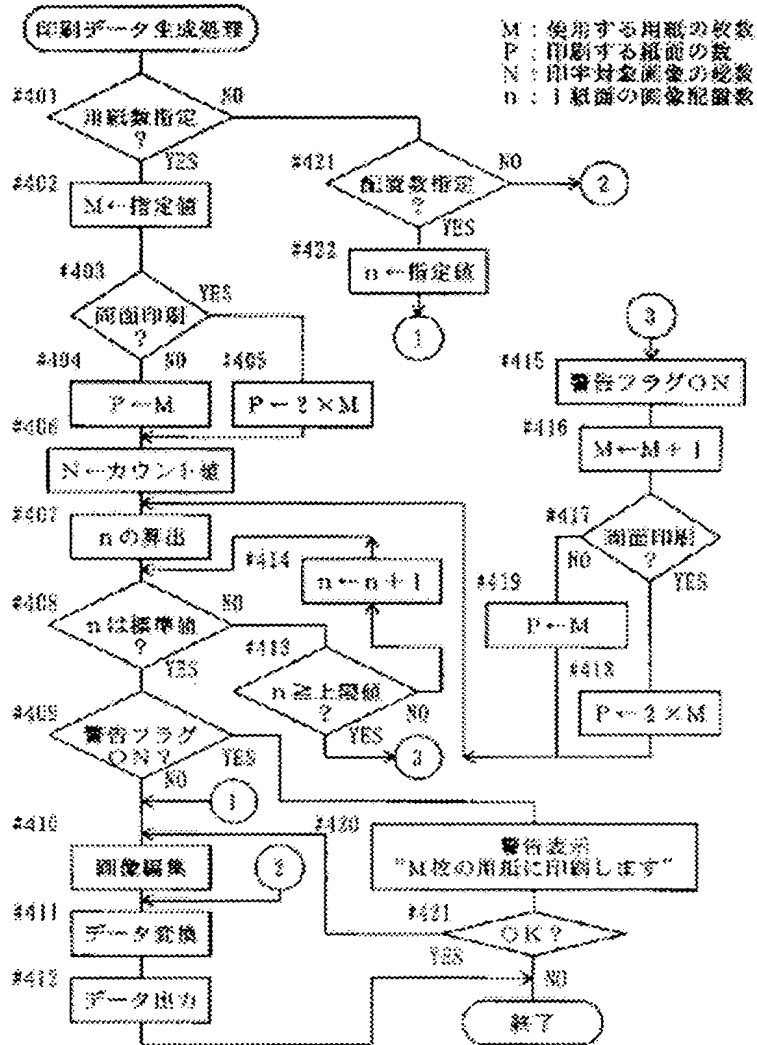 印刷データ生成処理
M：使用する用紙の枚数
P：印刷する紙面の数
N：印字対象画像の総数
n：1紙面の画像配置数
#401
用紙数指定
?
NO
YES
#402
M←指定値
#421
配置数指定
?
NO
2
YES
#422
n←指定値
1
#403
両面印刷
?
YES
#404
NO
#405
P←M
P←2×M
#406
N←カウント値
#407
nの算出
#408
nは標準値
?
NO
YES
#414
n←n+1
#413
n≧上限値
?
NO
YES
3
3
#415
警告フラグON
#416
M←M+1
#417
両面印刷
?
NO
YES
#419
P←M
#418
P←2×M
#409
警告フラグ
ON?
YES
NO
1
#410
画像編集
2
#411
データ変換
#412
データ出力
#420
警告表示
"M枚の用紙に印刷します"
#421
OK?
YES
NO
終了